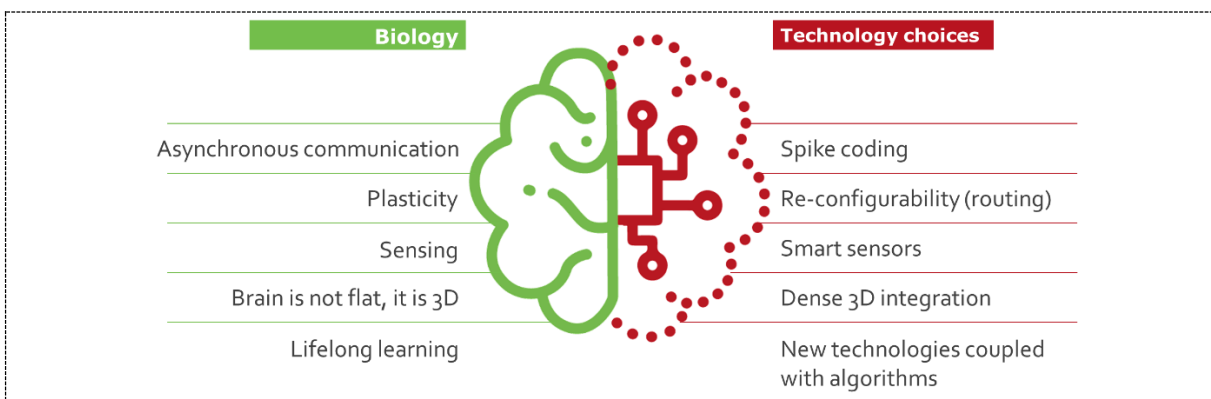 Biology
Technology choices
Asynchronous communication
Spike coding
Plasticity
Re-configurability (routing)
Sensing
Smart sensors
Brain is not flat, it is 3D
Dense 3D integration
Lifelong learning
New technologies coupled
with algorithms